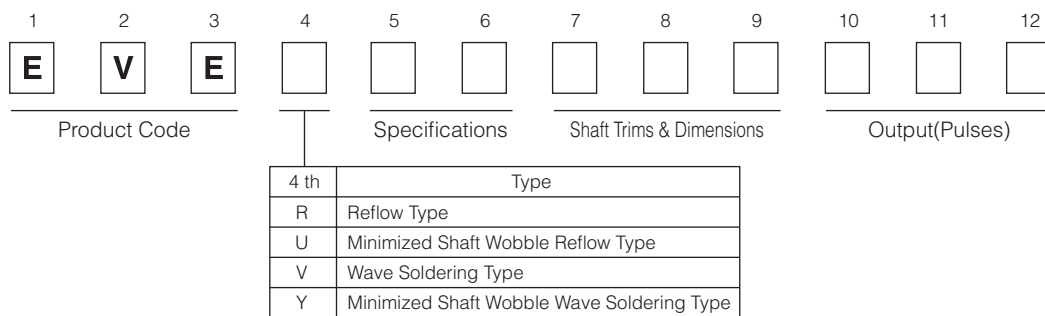 1 2 3 4 5 6 7 8 9 10 11 12
E V E
Product Code Specifications Shaft Trims & Dimensions Output(Pulses)
4 th Type
R Reflow Type
U Minimized Shaft Wobble Reflow Type
V Wave Soldering Type
Y Minimized Shaft Wobble Wave Soldering Type